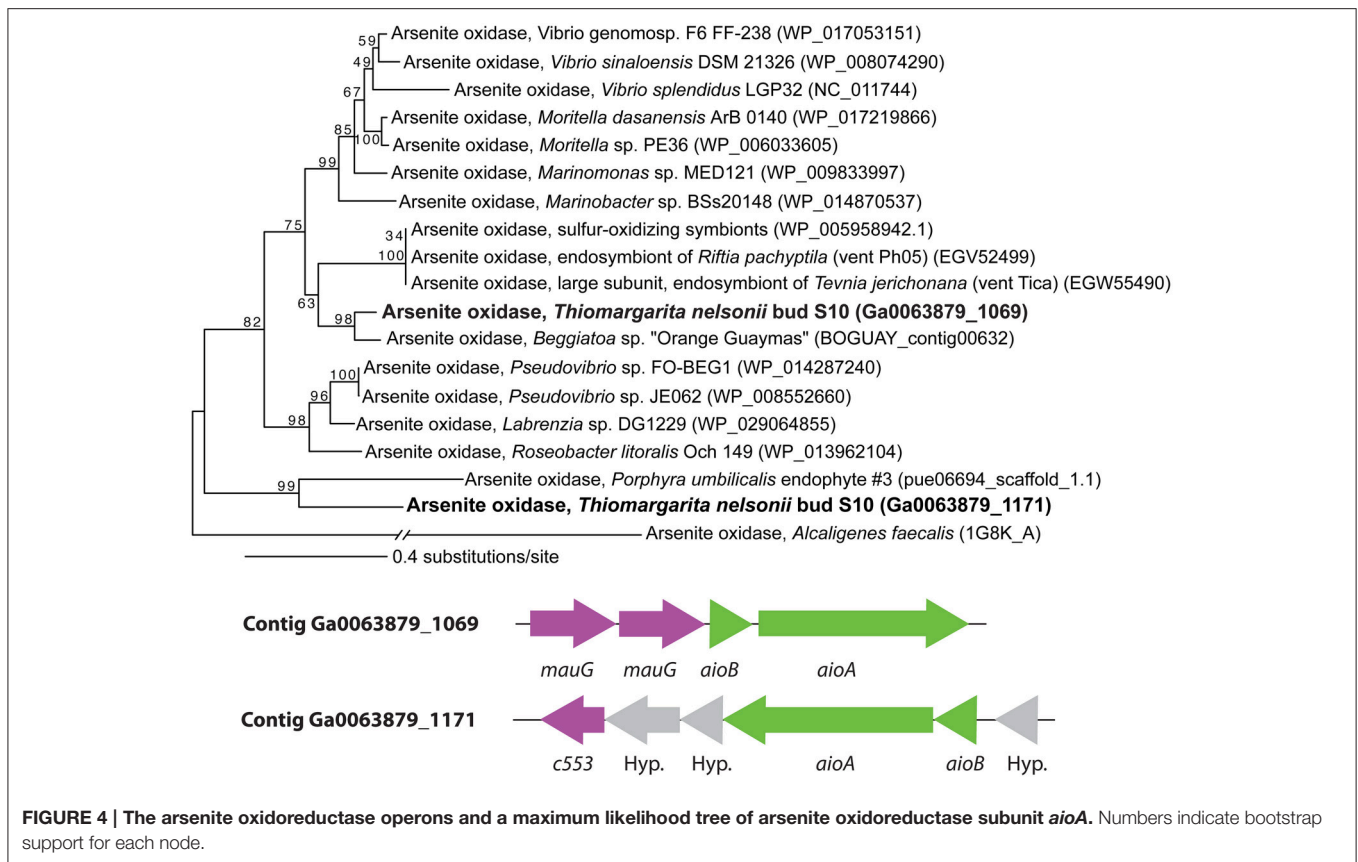 59
Arsenite oxidase, Vibrio genomosp. F6 FF-238 (WP_017053151)
49
Arsenite oxidase, Vibrio sinaloensis DSM 21326 (WP_008074290)
Arsenite oxidase, Vibrio splendidus LGP32 (NC_011744)
67
Arsenite oxidase, Moritella dasanensis ArB 0140 (WP_017219866)
85
100
Arsenite oxidase, Moritella sp. PE36 (WP_006033605)
99
Arsenite oxidase, Marinomonas sp. MED121 (WP_009833997)
Arsenite oxidase, Marinobacter sp. BSs20148 (WP_014870537)
75
34
Arsenite oxidase, sulfur-oxidizing symbionts (WP_005958942.1)
100
Arsenite oxidase, endosymbiont of Riftia pachyptila (vent Ph05) (EGV52499)
Arsenite oxidase, large subunit, endosymbiont of Tevnia jerichonana (vent Tica) (EGW55490)
63
98
Arsenite oxidase, Thiomargarita nelsonii bud S10 (Ga0063879_1069)
82
Arsenite oxidase, Beggiatoa sp. "Orange Guaymas" (BOGUAY_contig00632)
100
Arsenite oxidase, Pseudovibrio sp. FO-BEG1 (WP_014287240)
96
Arsenite oxidase, Pseudovibrio sp. JE062 (WP_008552660)
98
Arsenite oxidase, Labrenzia sp. DG1229 (WP_029064855)
Arsenite oxidase, Roseobacter litoralis Och 149 (WP_013962104)
99
Arsenite oxidase, Porphyra umbilicalis endophyte #3 (pue06694_scaffold_1.1)
Arsenite oxidase, Thiompargarita nelsonii bud S10 (Ga0063879_1171)
Arsenite oxidase, Alcaligenes faecalis (1G8K_A)
0.4 substitutions/site
Contig Ga0063879_1069
mauG mauG aioB aioA
Contig Ga0063879_1171
c553 Hyp. Hyp. aioA aioB Hyp.
FIGURE 4 | The arsenite oxidoreductase operons and a maximum likelihood tree of arsenite oxidoreductase subunit aioA. Numbers indicate bootstrap
support for each node.